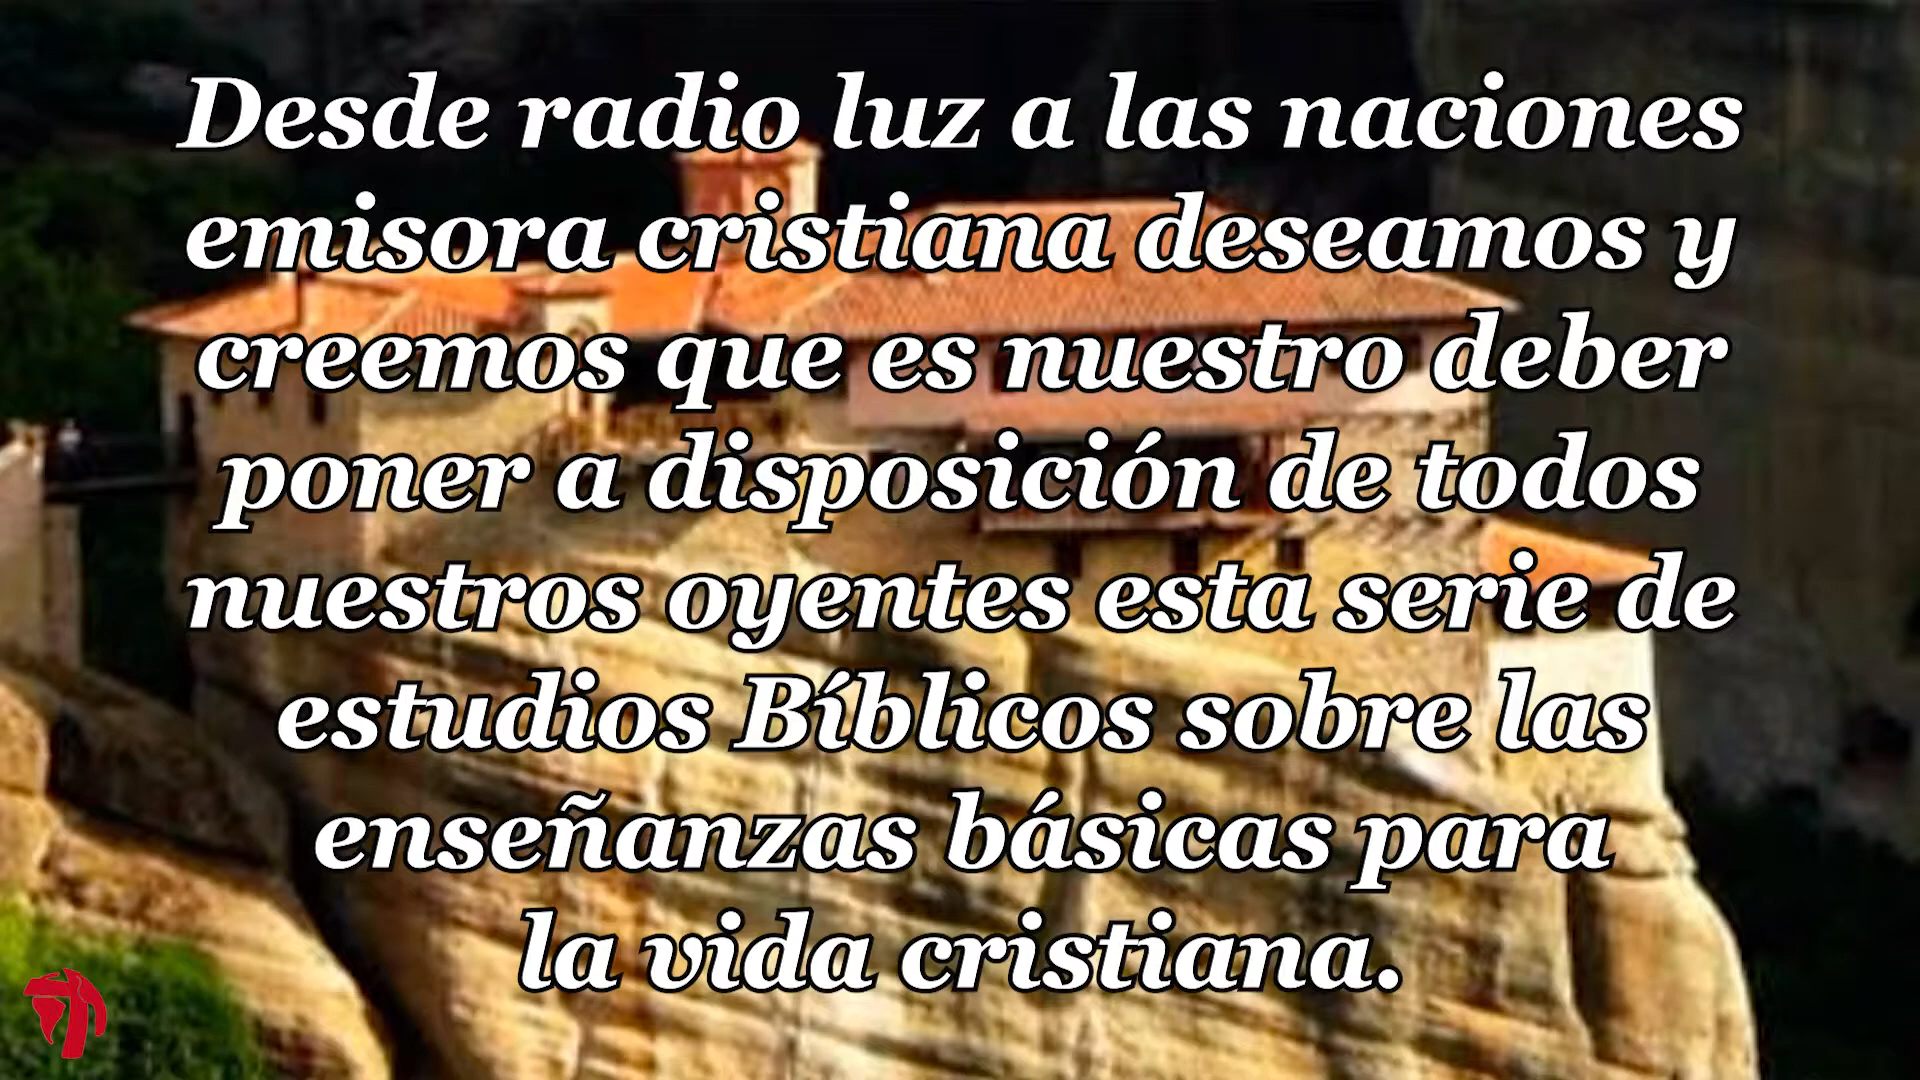 Desde radio luz a las naciones
emisora cristiana deseamos y
creemos que es nuestro deber
poner a disposición de todos
nuestros oyentes esta serie de
estudios Bíblicos sobre las
enseñanzas básicas para
la vida cristiana.